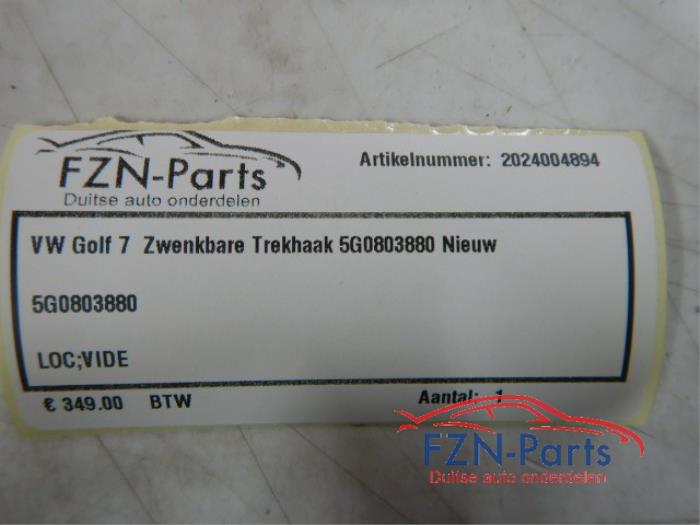 FZN-Parts
Duitse auto onderdelen
Artikelnummer: 2024004894
VW Golf 7 Zwenkbare Trekhaak 5G0803880 Nieuw
5G0803880
LOC;VIDE
€ 349.00 BTW Aantal: 1
FZN-Parts
Duitse auto onderdelen